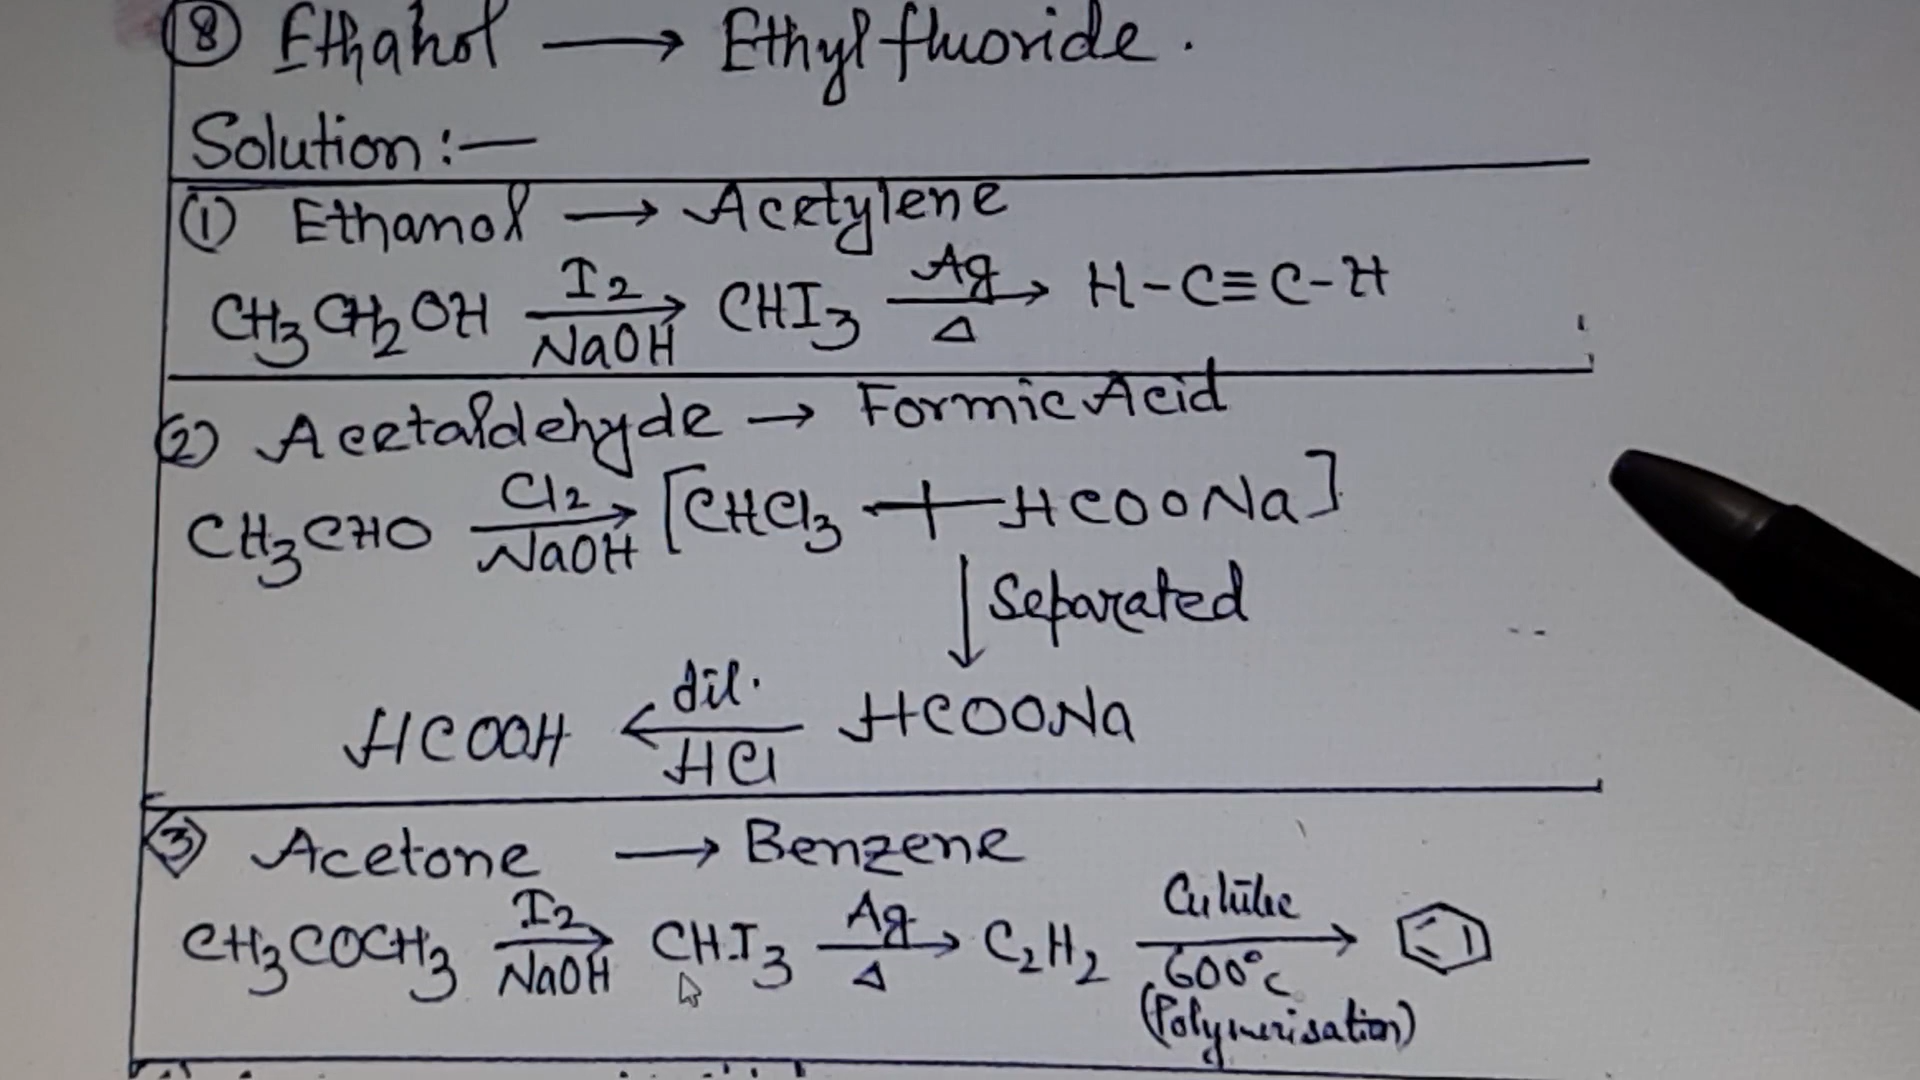 ⑧ Ethanol ⟶ Ethyl fluoride.
Solution :—
① Ethanol ⟶ Acetylene
CH₃CH₂OH —I₂/NaOH→ CHI₃ —Ag/Δ→ H-C≡C-H
② Acetaldehyde → Formic Acid
CH₃CHO —Cl₂/NaOH→ [CHCl₃ + HCOONa]
↓ Separated
HCOOH ←dil./HCl— HCOONa
③ Acetone ⟶ Benzene
CH₃COCH₃ —I₂/NaOH→ CHI₃ —Ag/Δ→ C₂H₂ —Cu tube/600°C→
(Polymerisation)